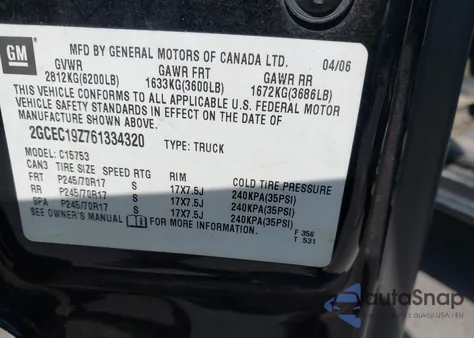 GM
MFD BY GENERAL MOTORS OF CANADA LTD. 04/06
GVWR GAWR FRT GAWR RR
2812KG(6200LB) 1633KG(3600LB) 1672KG(3686LB)
THIS VEHICLE CONFORMS TO ALL APPLICABLE U.S. FEDERAL MOTOR
VEHICLE SAFETY STANDARDS IN EFFECT ON THE DATE OF
MANUFACTURE SHOWN ABOVE.
2GCEC19Z761334320 TYPE: TRUCK
MODEL: C15753
CAN3 TIRE SIZE SPEED RTG RIM COLD TIRE PRESSURE
FRT P245/70R17 S 17X7.5J 240KPA(35PSI)
RR P245/70R17 S 17X7.5J 240KPA(35PSI)
SPA P245/70R17 S 17X7.5J 240KPA(35PSI)
SEE OWNER'S MANUAL FOR MORE INFORMATION. F 356
T 531
autoSnap
z aukcji USA i EU